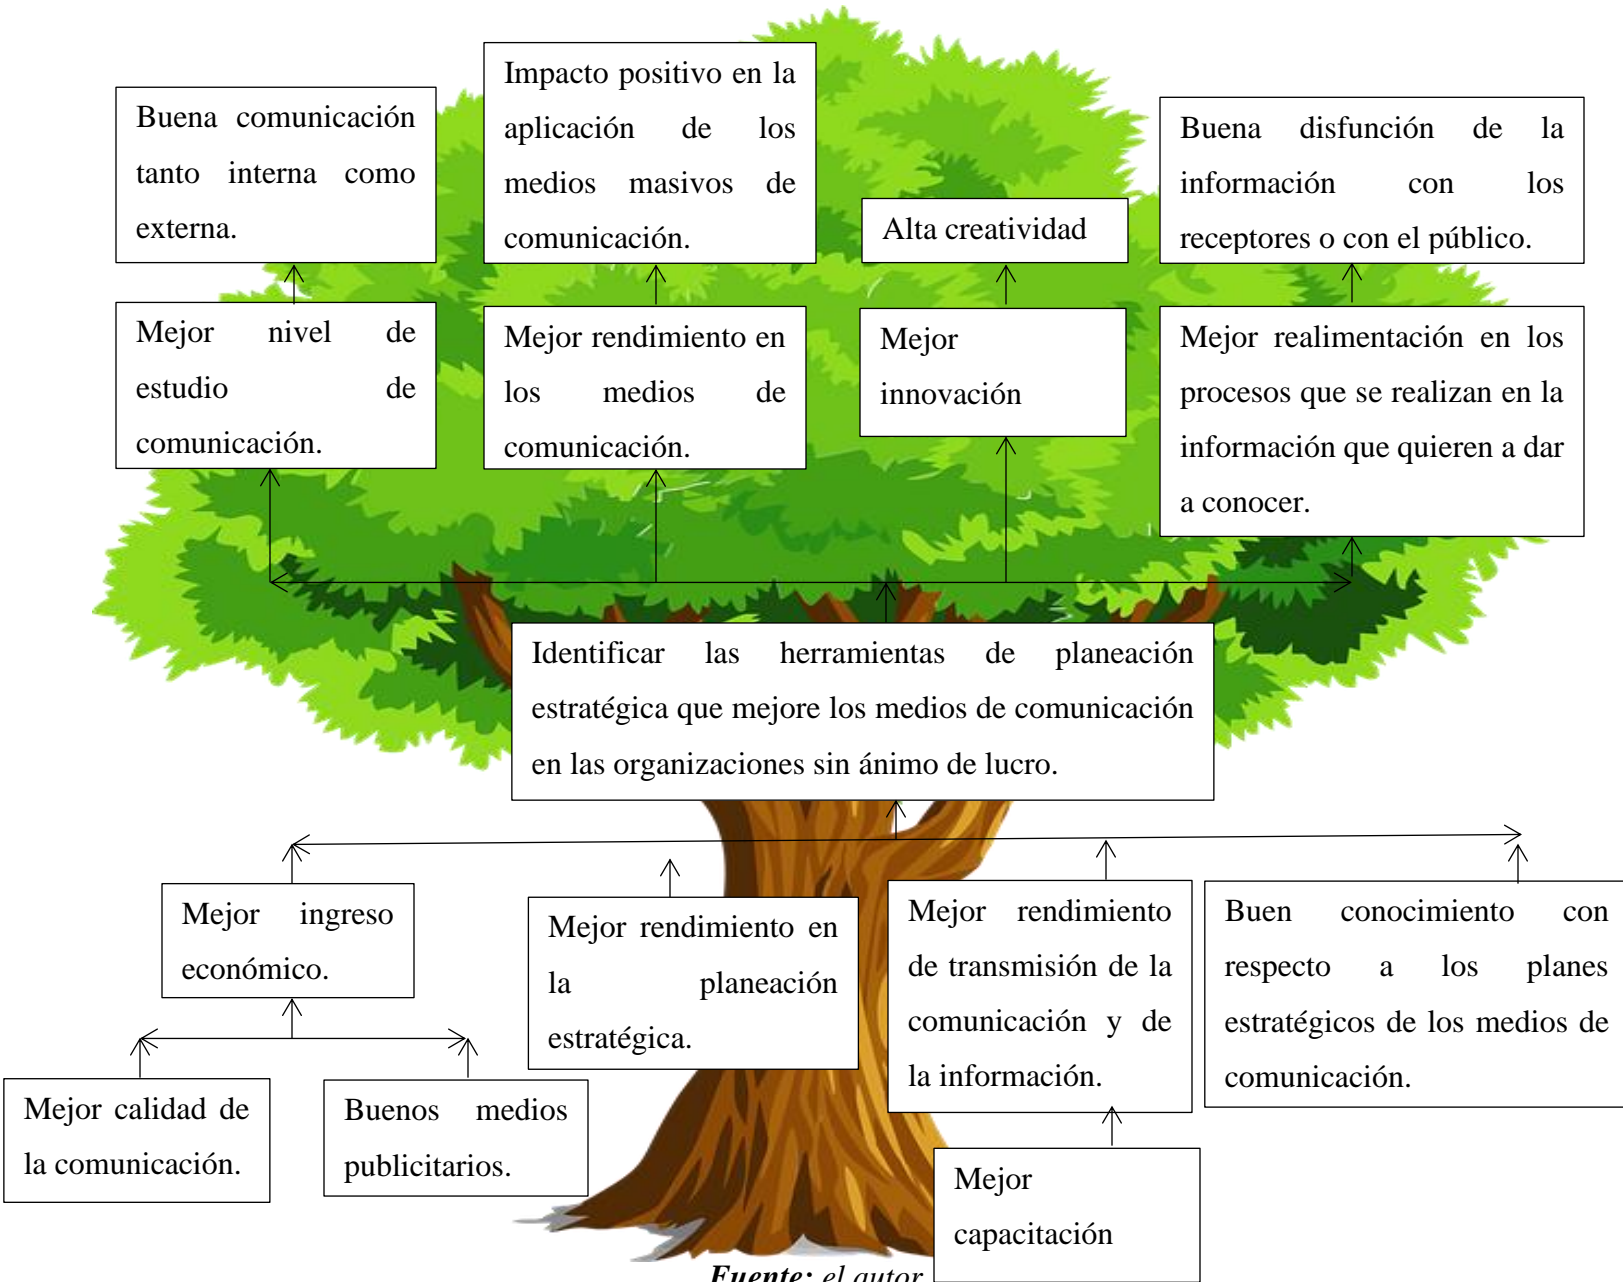 Buena comunicación
tanto interna como
externa.
Impacto positivo en la
aplicación de los
medios masivos de
comunicación.
Alta creatividad
Buena disfunción de la
información con los
receptores o con el público.
Mejor nivel de
estudio de
comunicación.
Mejor rendimiento en
los medios de
comunicación.
Mejor
innovación
Mejor realimentación en los
procesos que se realizan en la
información que quieren a dar
a conocer.
Identificar las herramientas de planeación
estratégica que mejore los medios de comunicación
en las organizaciones sin ánimo de lucro.
Mejor ingreso
económico.
Mejor rendimiento en
la planeación
estratégica.
Mejor rendimiento
de transmisión de la
comunicación y de
la información.
Buen conocimiento con
respecto a los planes
estratégicos de los medios de
comunicación.
Mejor calidad de
la comunicación.
Buenos medios
publicitarios.
Mejor
capacitación
Fuente: el autor